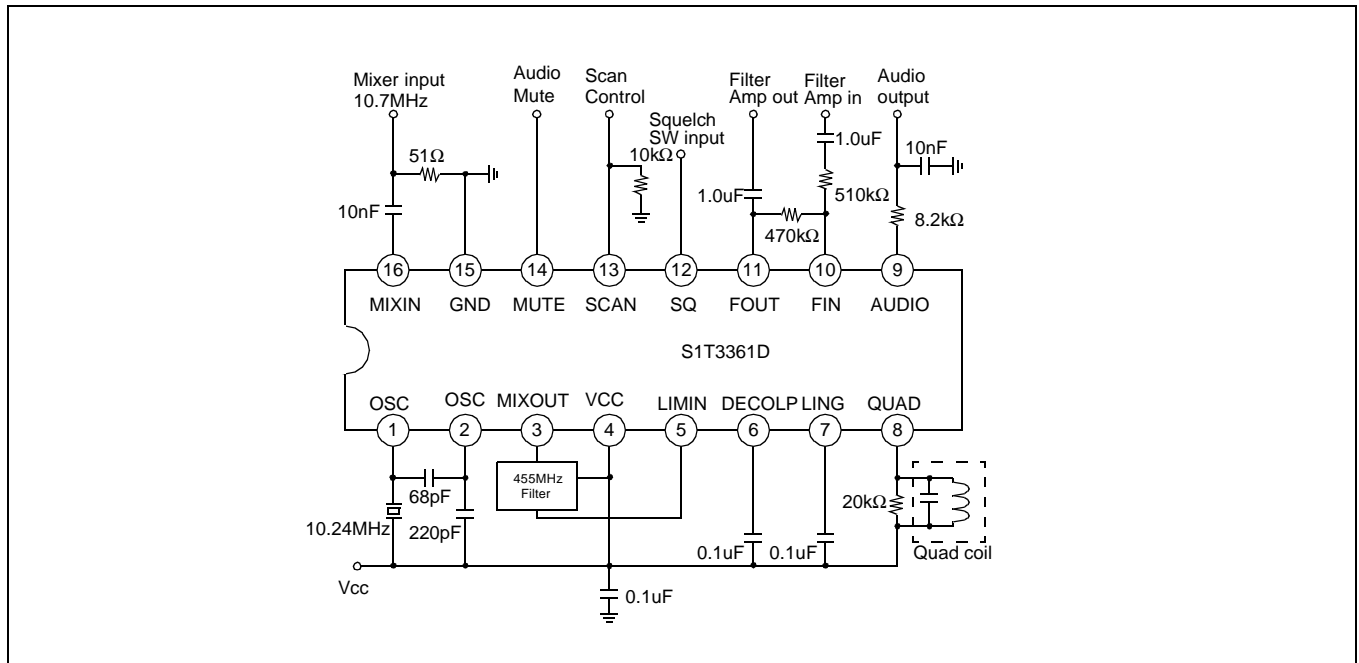 Mixer input
10.7MHz
Audio
Mute
Scan
Control
Squelch
SW input
Filter
Amp out
Filter
Amp in
Audio
output
51Ω
10nF
10kΩ
1.0uF
470kΩ
1.0uF
510kΩ
10nF
8.2kΩ
16
15
14
13
12
11
10
9
MIXIN
GND
MUTE
SCAN
SQ
FOUT
FIN
AUDIO
S1T3361D
OSC
OSC
MIXOUT
VCC
LIMIN
DECOLP
LING
QUAD
1
2
3
4
5
6
7
8
68pF
10.24MHz
220pF
455MHz
Filter
0.1uF
0.1uF
20kΩ
Quad coil
Vcc
0.1uF